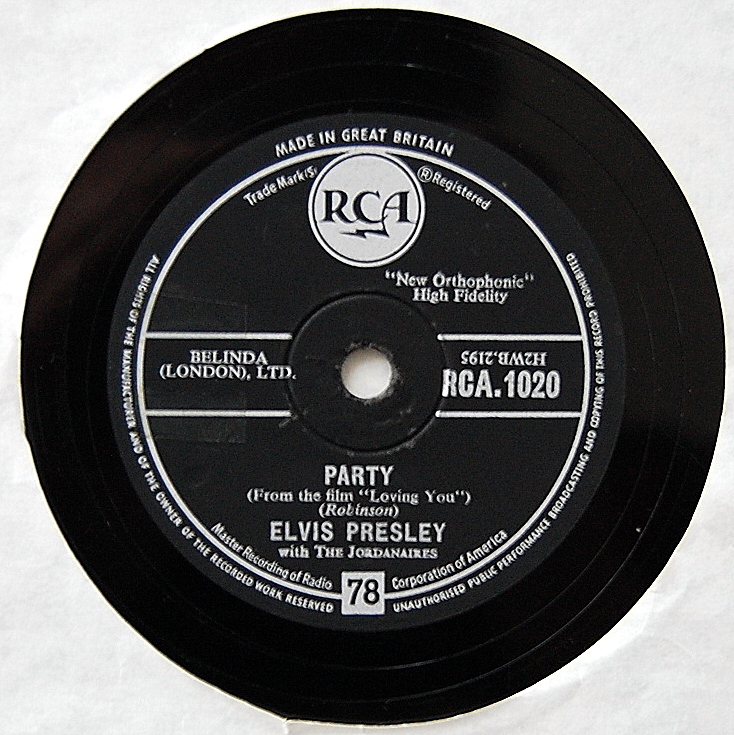 MADE IN GREAT BRITAIN
Trade Mark(s) ® Registered
RCA
"New Orthophonic"
High Fidelity
BELINDA
(LONDON), LTD.
H2WB.2195
RCA.1020
PARTY
(From the film "Loving You")
(Robinson)
ELVIS PRESLEY
with THE JORDANAIRES
Master Recording of Radio Corporation of America
78
ALL RIGHTS OF THE MANUFACTURER AND OF THE OWNER OF THE RECORDED WORK RESERVED
UNAUTHORISED PUBLIC PERFORMANCE BROADCASTING AND COPYING OF THIS RECORD PROHIBITED